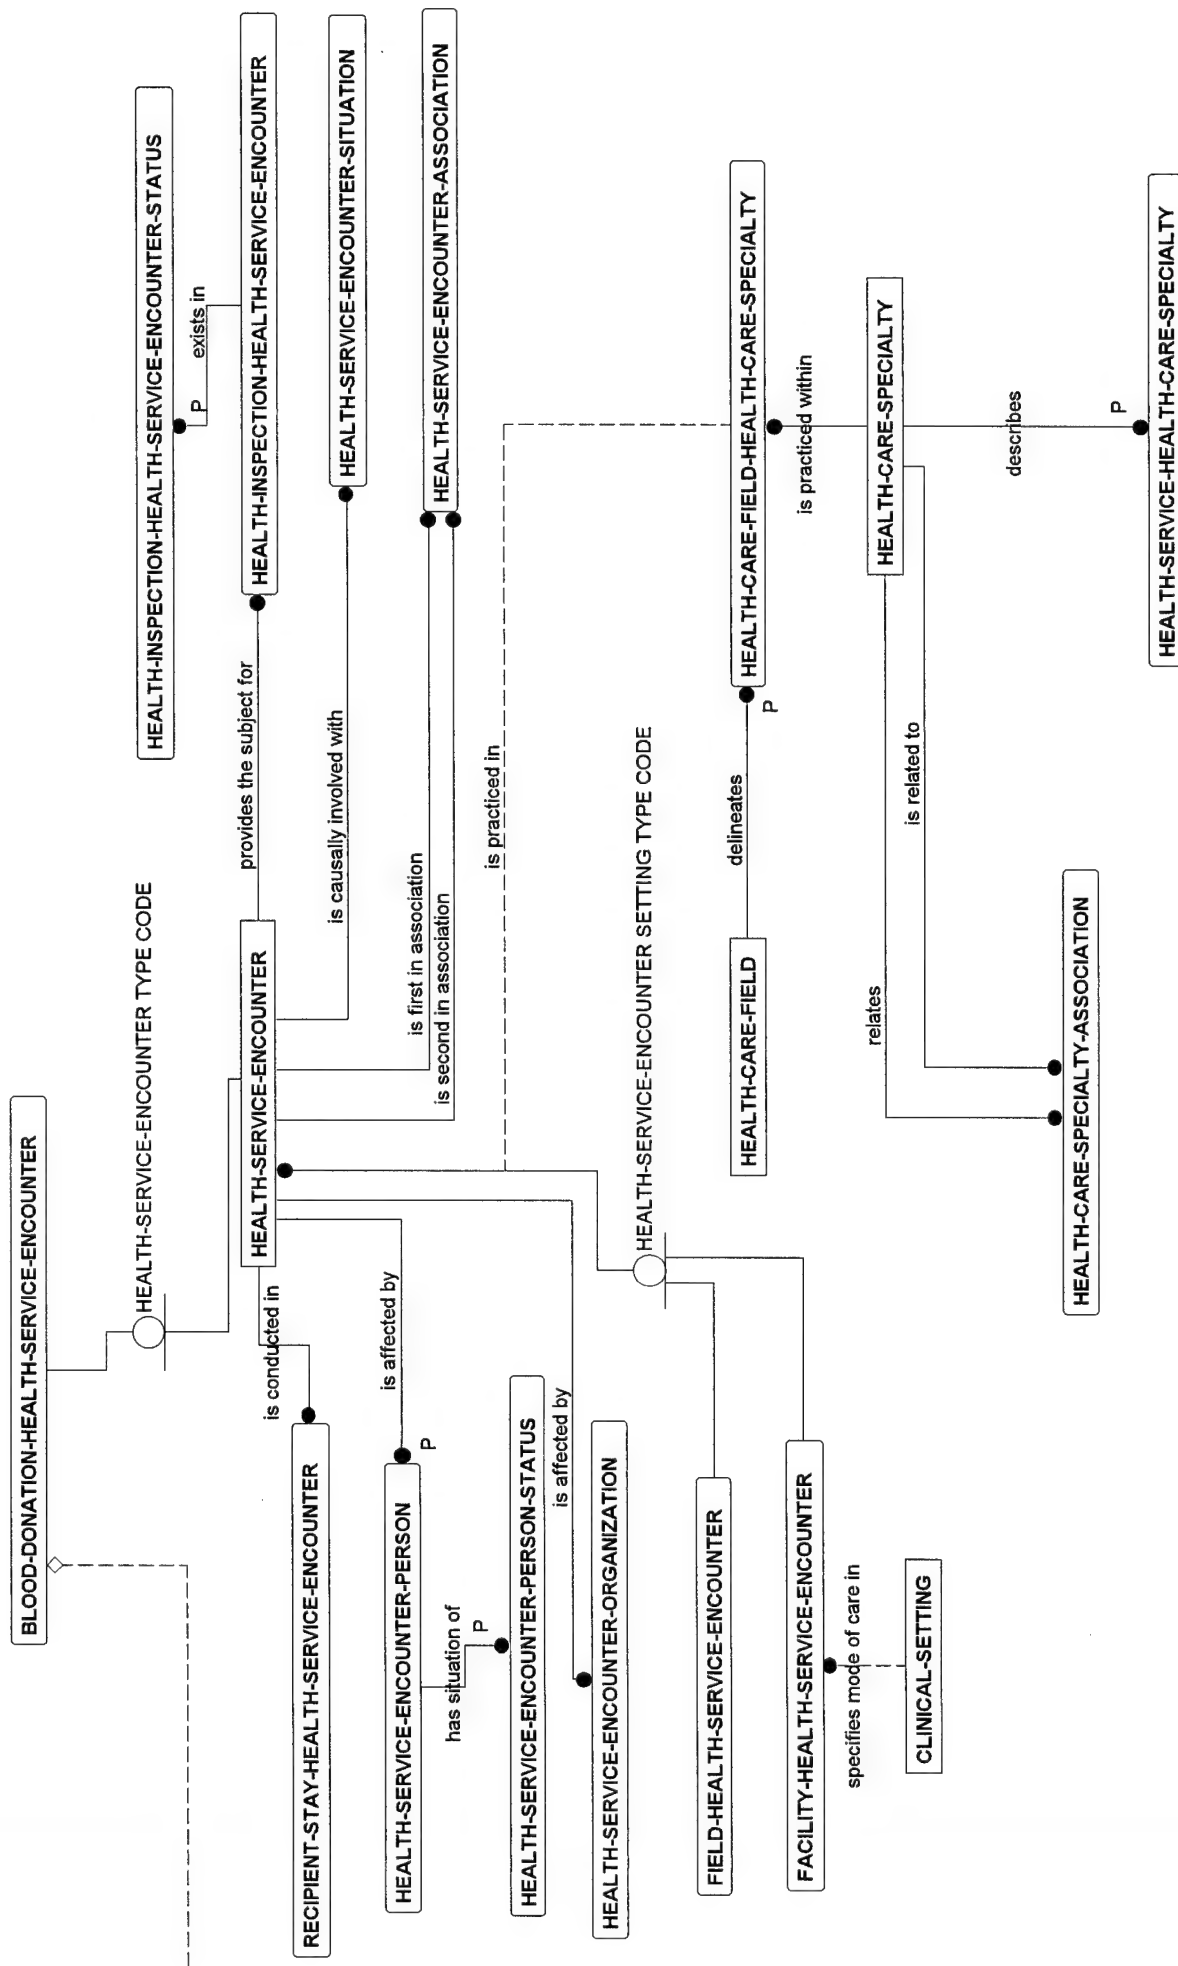 BLOOD-DONATION-HEALTH-SERVICE-ENCOUNTER
HEALTH-SERVICE-ENCOUNTER TYPE CODE
HEALTH-INSPECTION-HEALTH-SERVICE-ENCOUNTER-STATUS
P
exists in
HEALTH-SERVICE-ENCOUNTER
provides the subject for
HEALTH-INSPECTION-HEALTH-SERVICE-ENCOUNTER
is conducted in
RECIPIENT-STAY-HEALTH-SERVICE-ENCOUNTER
is causally involved with
HEALTH-SERVICE-ENCOUNTER-SITUATION
is affected by
HEALTH-SERVICE-ENCOUNTER-PERSON
P
is first in association
is second in association
HEALTH-SERVICE-ENCOUNTER-ASSOCIATION
has situation of
P
is practiced in
HEALTH-SERVICE-ENCOUNTER-PERSON-STATUS
is affected by
HEALTH-SERVICE-ENCOUNTER-ORGANIZATION
HEALTH-SERVICE-ENCOUNTER SETTING TYPE CODE
FIELD-HEALTH-SERVICE-ENCOUNTER
HEALTH-CARE-FIELD
delineates
P
HEALTH-CARE-FIELD-HEALTH-CARE-SPECIALTY
FACILITY-HEALTH-SERVICE-ENCOUNTER
is practiced within
specifies mode of care in
relates
HEALTH-CARE-SPECIALTY
CLINICAL-SETTING
is related to
describes
HEALTH-CARE-SPECIALTY-ASSOCIATION
P
HEALTH-SERVICE-HEALTH-CARE-SPECIALTY